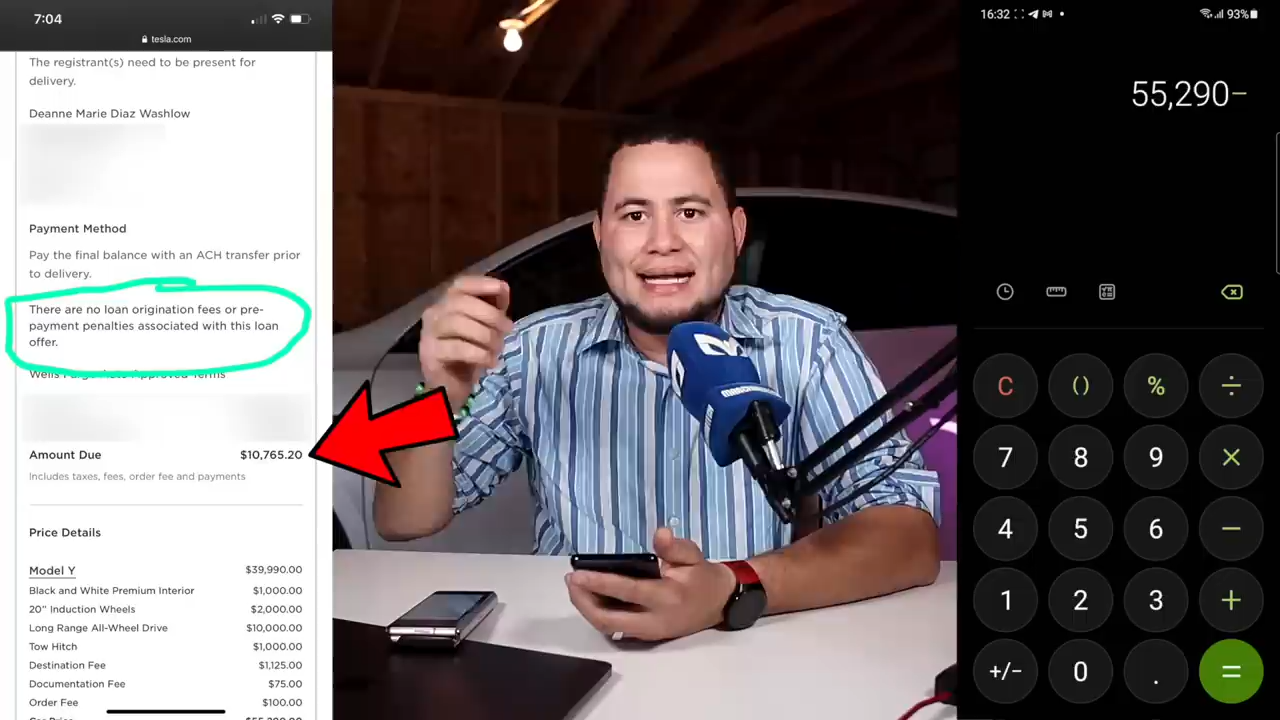 7:04
tesla.com
The registrant(s) need to be present for
delivery.
Deanne Marie Diaz Washlow
Payment Method
Pay the final balance with an ACH transfer prior
to delivery.
There are no loan origination fees or pre-
payment penalties associated with this loan
offer.
Amount Due $10,765.20
Includes taxes, fees, order fee and payments
Price Details
Model Y $39,990.00
Black and White Premium Interior $1,000.00
20" Induction Wheels $2,000.00
Long Range All-Wheel Drive $10,000.00
Tow Hitch $1,000.00
Destination Fee $1,125.00
Documentation Fee $75.00
Order Fee $100.00
16:32 93%
55,290−
C () % ÷
7 8 9 ×
4 5 6 −
1 2 3 +
+/− 0 . =